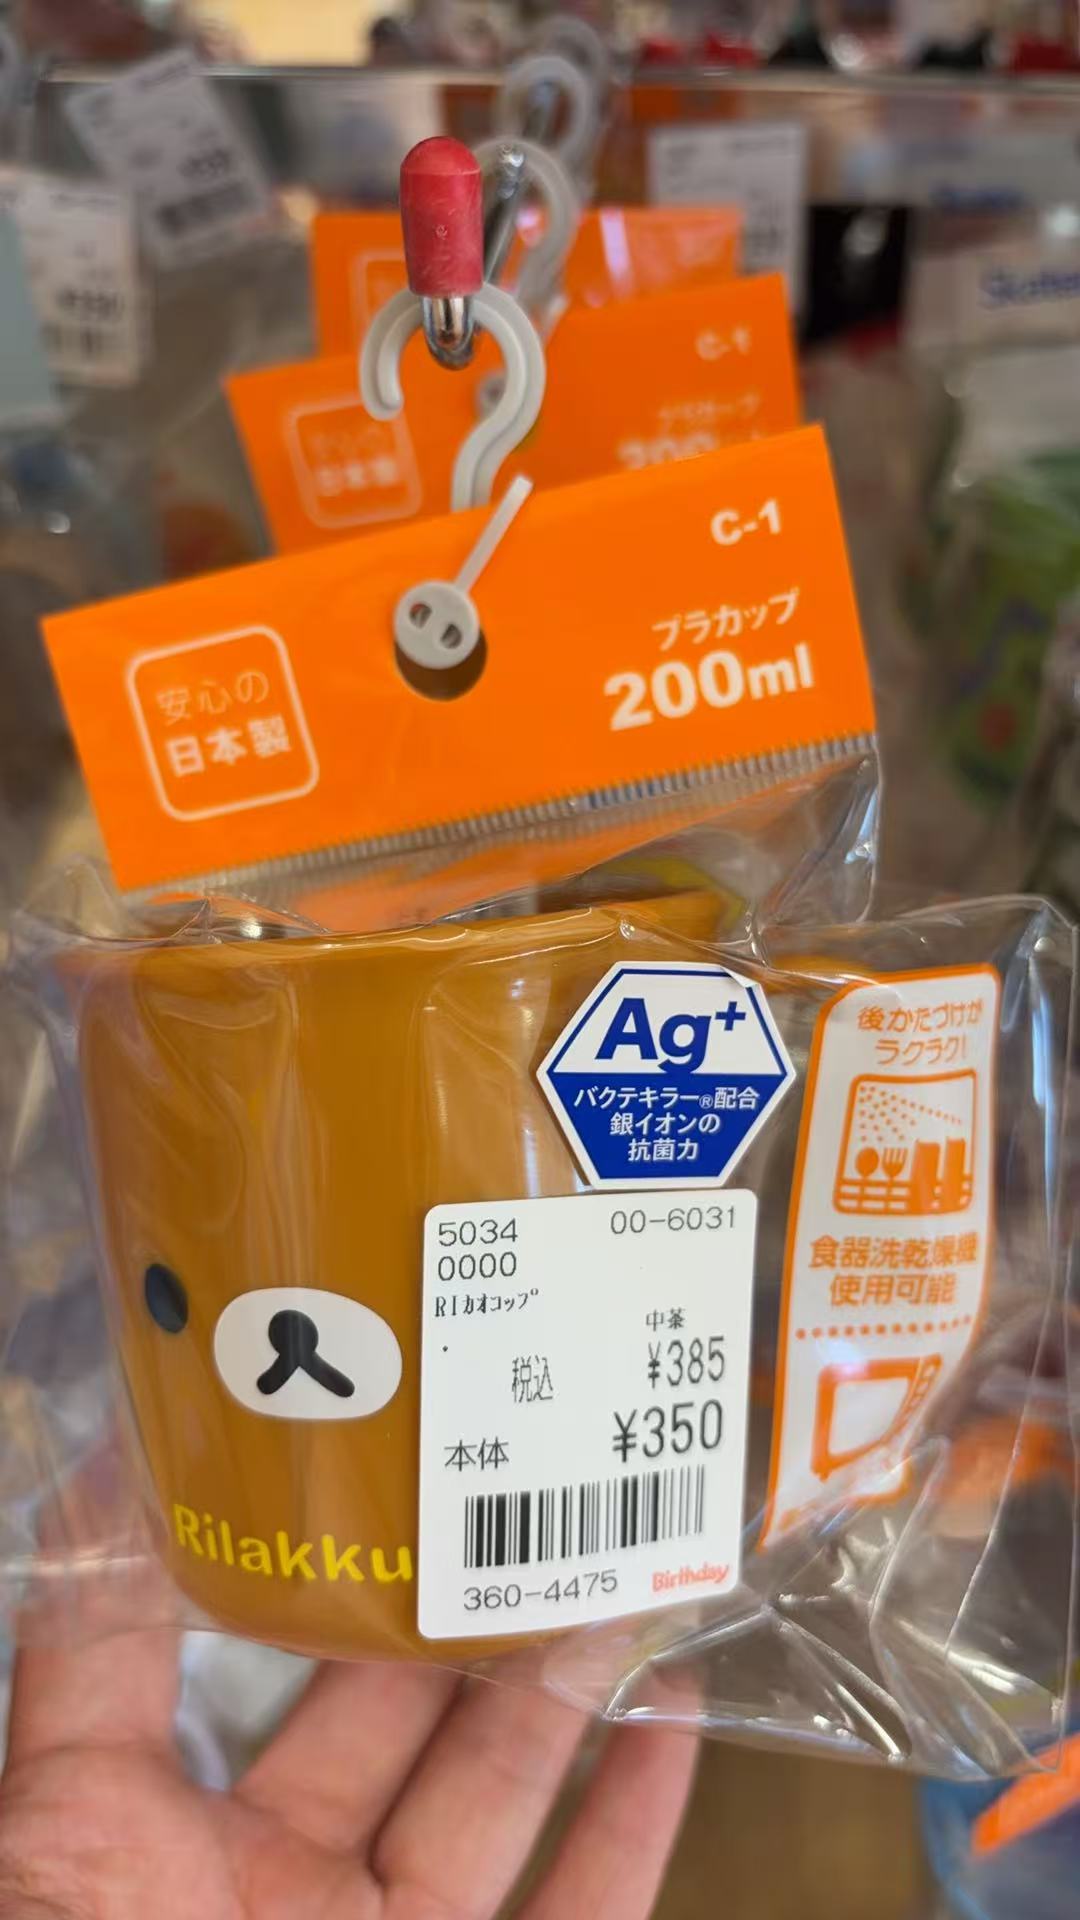 C-1
C-1
プラカップ
200ml
安心の
日本製
Ag+
バクテキラー®配合
銀イオンの
抗菌力
後かたづけが
ラクラク!
食器洗乾燥機
使用可能
5034 00-6031
0000
RIカオコップ
中茶
税込 ¥385
本体 ¥350
360-4475 Birthday
Rilakku